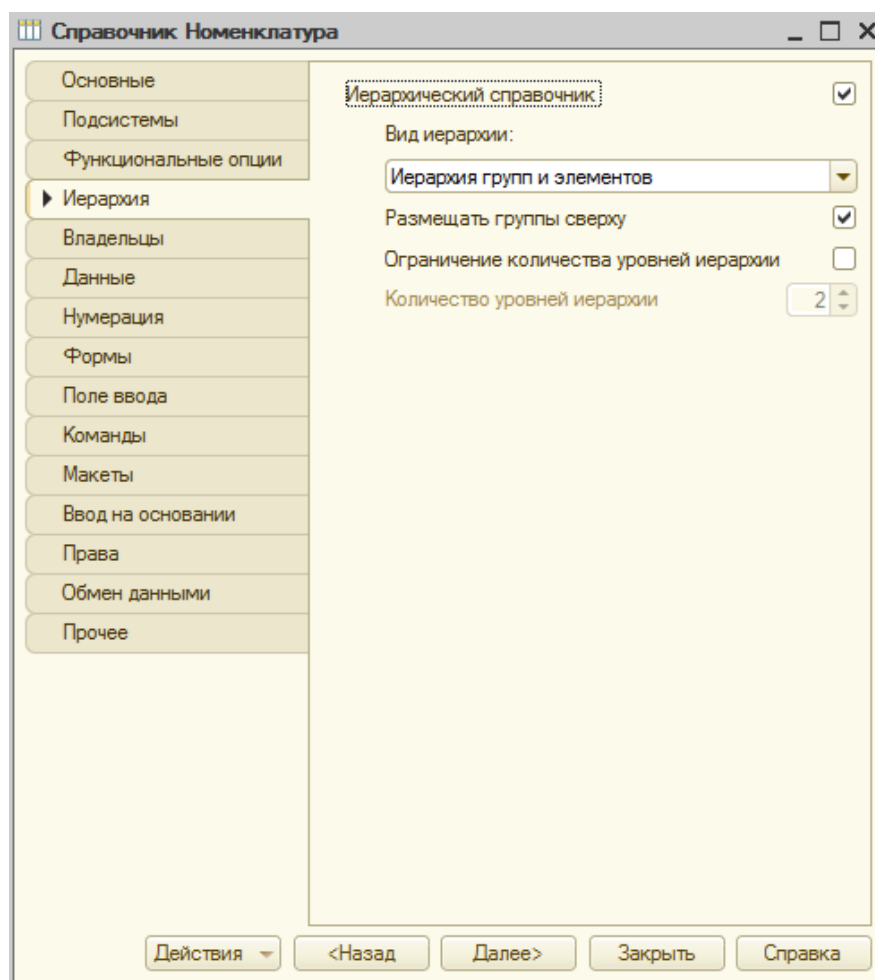 Справочник Номенклатура
Основные
Подсистемы
Функциональные опции
Иерархия
Владельцы
Данные
Нумерация
Формы
Поле ввода
Команды
Макеты
Ввод на основании
Права
Обмен данными
Прочее
Иерархический справочник
Вид иерархии:
Иерархия групп и элементов
Размещать группы сверху
Ограничение количества уровней иерархии
Количество уровней иерархии 2
Действия <Назад Далее> Закрыть Справка